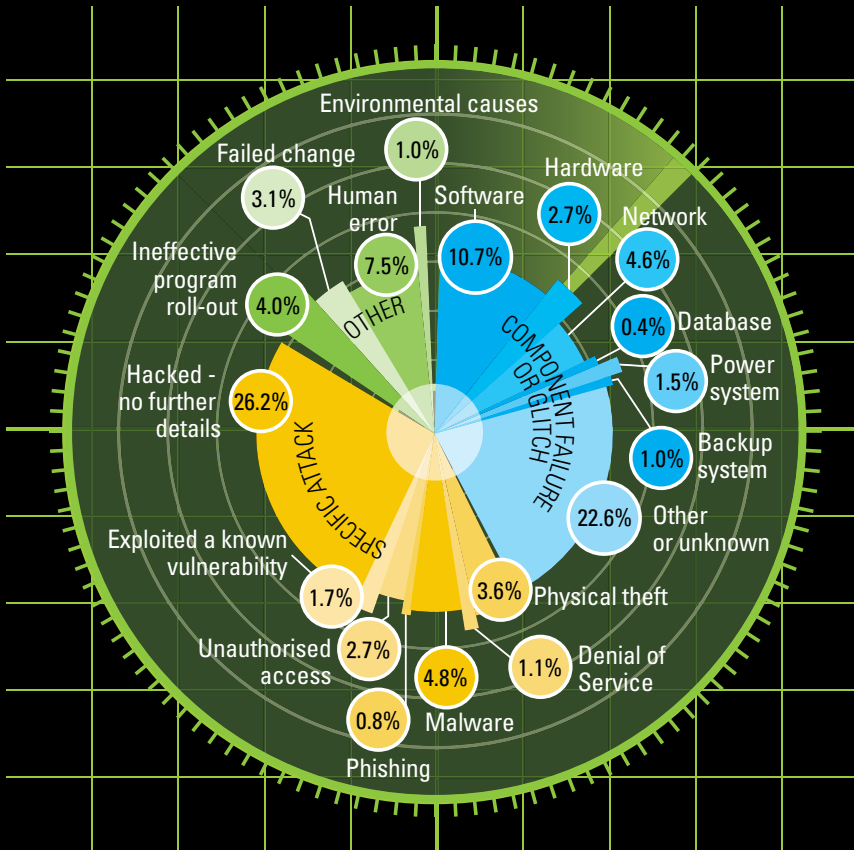 Environmental causes
1.0%
Failed change
3.1%
Human
error
7.5%
Software
10.7%
Hardware
2.7%
Network
4.6%
Ineffective
program
roll-out
4.0%
OTHER
COMPONENT FAILURE
OR GLITCH
0.4%
Database
Power
system
1.5%
Hacked -
no further
details
26.2%
SPECIFIC ATTACK
Backup
system
1.0%
22.6%
Other
or unknown
Exploited a known
vulnerability
1.7%
3.6%
Physical theft
Unauthorised
access
2.7%
4.8%
Malware
1.1%
Denial of
Service
0.8%
Phishing